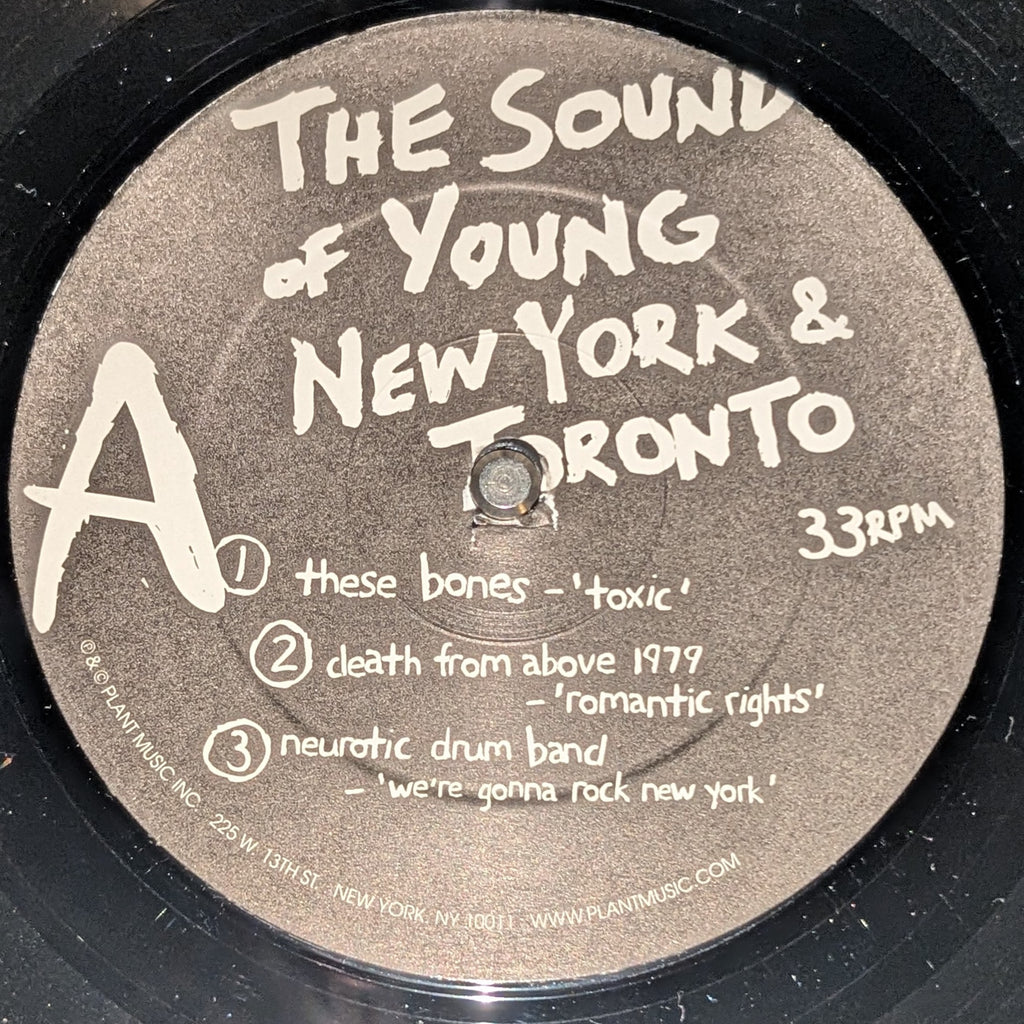 THE SOUND
OF YOUNG
NEW YORK &
TORONTO
A
33RPM
1 these bones - 'toxic'
2 death from above 1979
- 'romantic rights'
3 neurotic drum band
- 'we're gonna rock new york'
℗ & © PLANT MUSIC INC. 225 W. 13TH ST. NEW YORK, NY 10011 WWW.PLANTMUSIC.COM